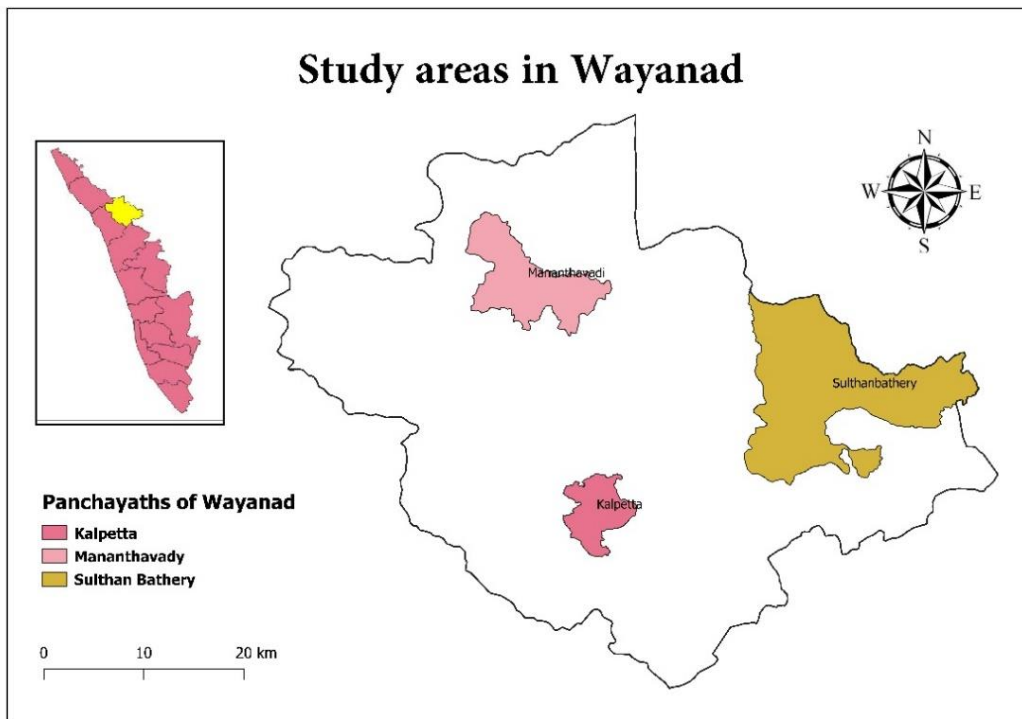 Study areas in Wayanad
N
W
E
S
Mananthavadi
Sulthanbathery
Kalpetta
Panchayaths of Wayanad
Kalpetta
Mananthavady
Sulthan Bathery
0 10 20 km